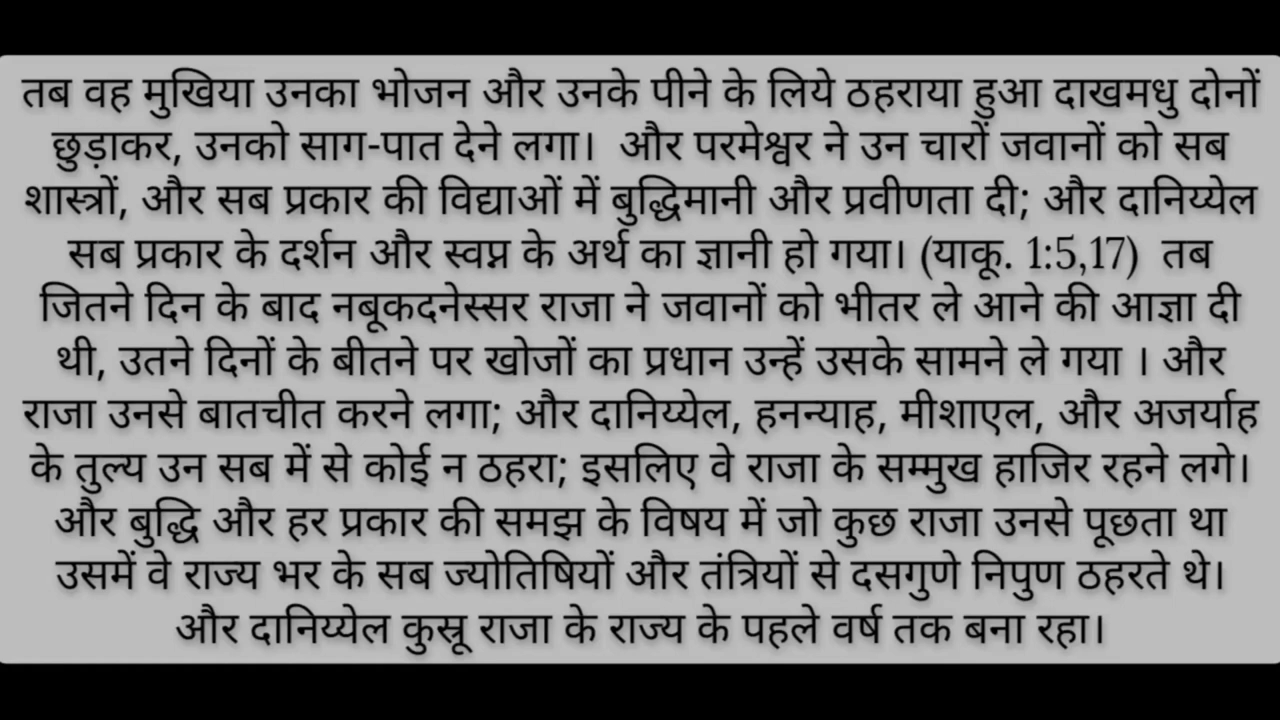 तब वह मुखिया उनका भोजन और उनके पीने के लिये ठहराया हुआ दाखमधु दोनों
छुड़ाकर, उनको साग-पात देने लगा। और परमेश्वर ने उन चारों जवानों को सब
शास्त्रों, और सब प्रकार की विद्याओं में बुद्धिमानी और प्रवीणता दी; और दानिय्येल
सब प्रकार के दर्शन और स्वप्न के अर्थ का ज्ञानी हो गया। (याकू. 1:5,17) तब
जितने दिन के बाद नबूकदनेस्सर राजा ने जवानों को भीतर ले आने की आज्ञा दी
थी, उतने दिनों के बीतने पर खोजों का प्रधान उन्हें उसके सामने ले गया । और
राजा उनसे बातचीत करने लगा; और दानिय्येल, हनन्याह, मीशाएल, और अजर्याह
के तुल्य उन सब में से कोई न ठहरा; इसलिए वे राजा के सम्मुख हाजिर रहने लगे।
और बुद्धि और हर प्रकार की समझ के विषय में जो कुछ राजा उनसे पूछता था
उसमें वे राज्य भर के सब ज्योतिषियों और तंत्रियों से दसगुणे निपुण ठहरते थे।
और दानिय्येल कुस्रू राजा के राज्य के पहले वर्ष तक बना रहा।